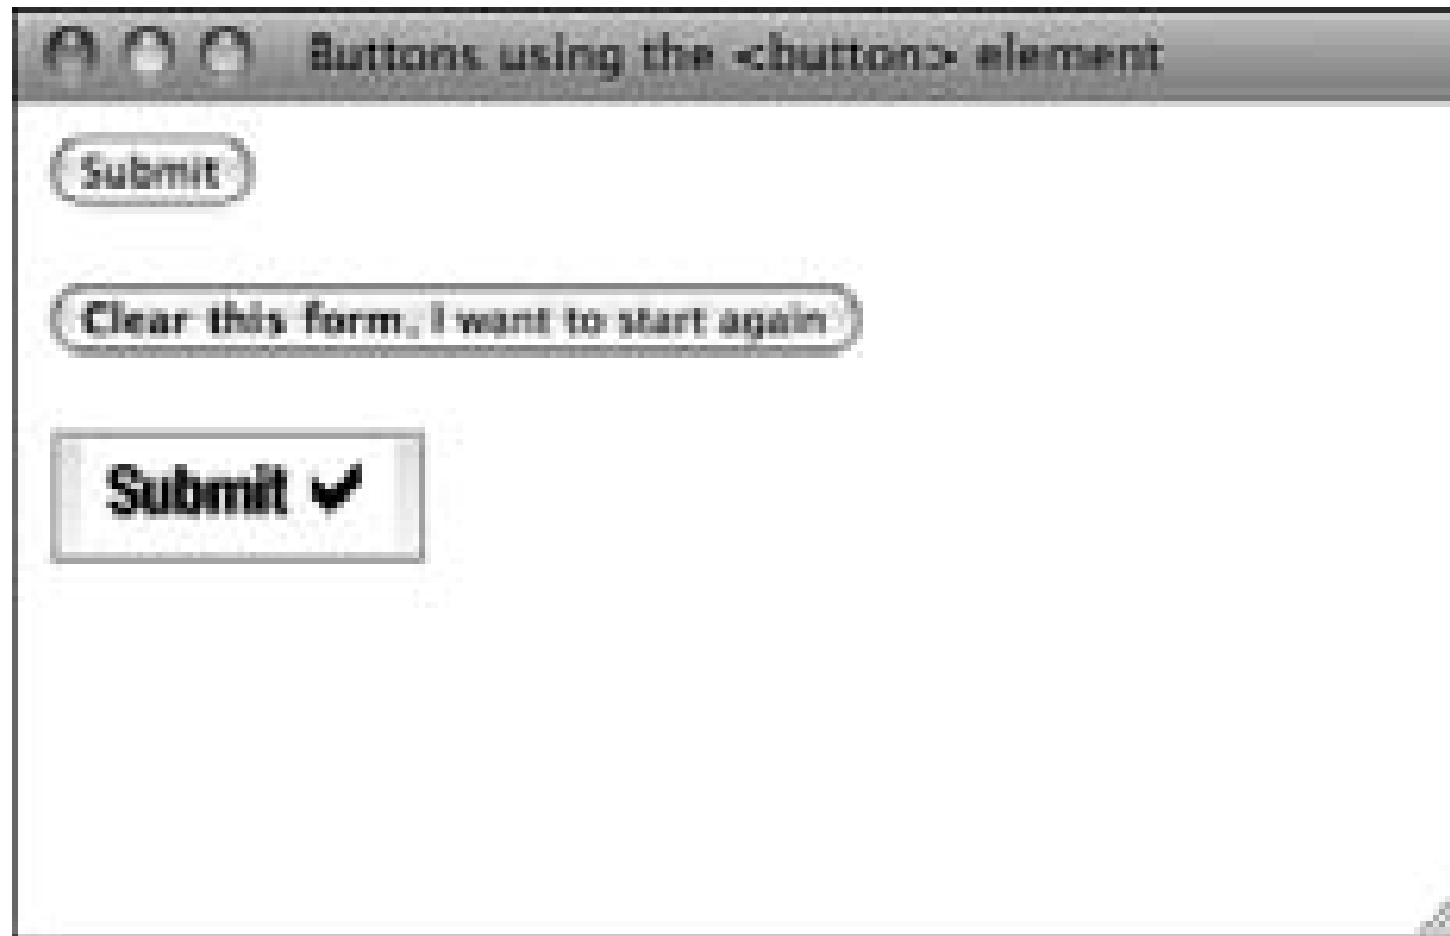 Buttons using the <button> element
Submit
Clear this form, I want to start again
Submit ✔